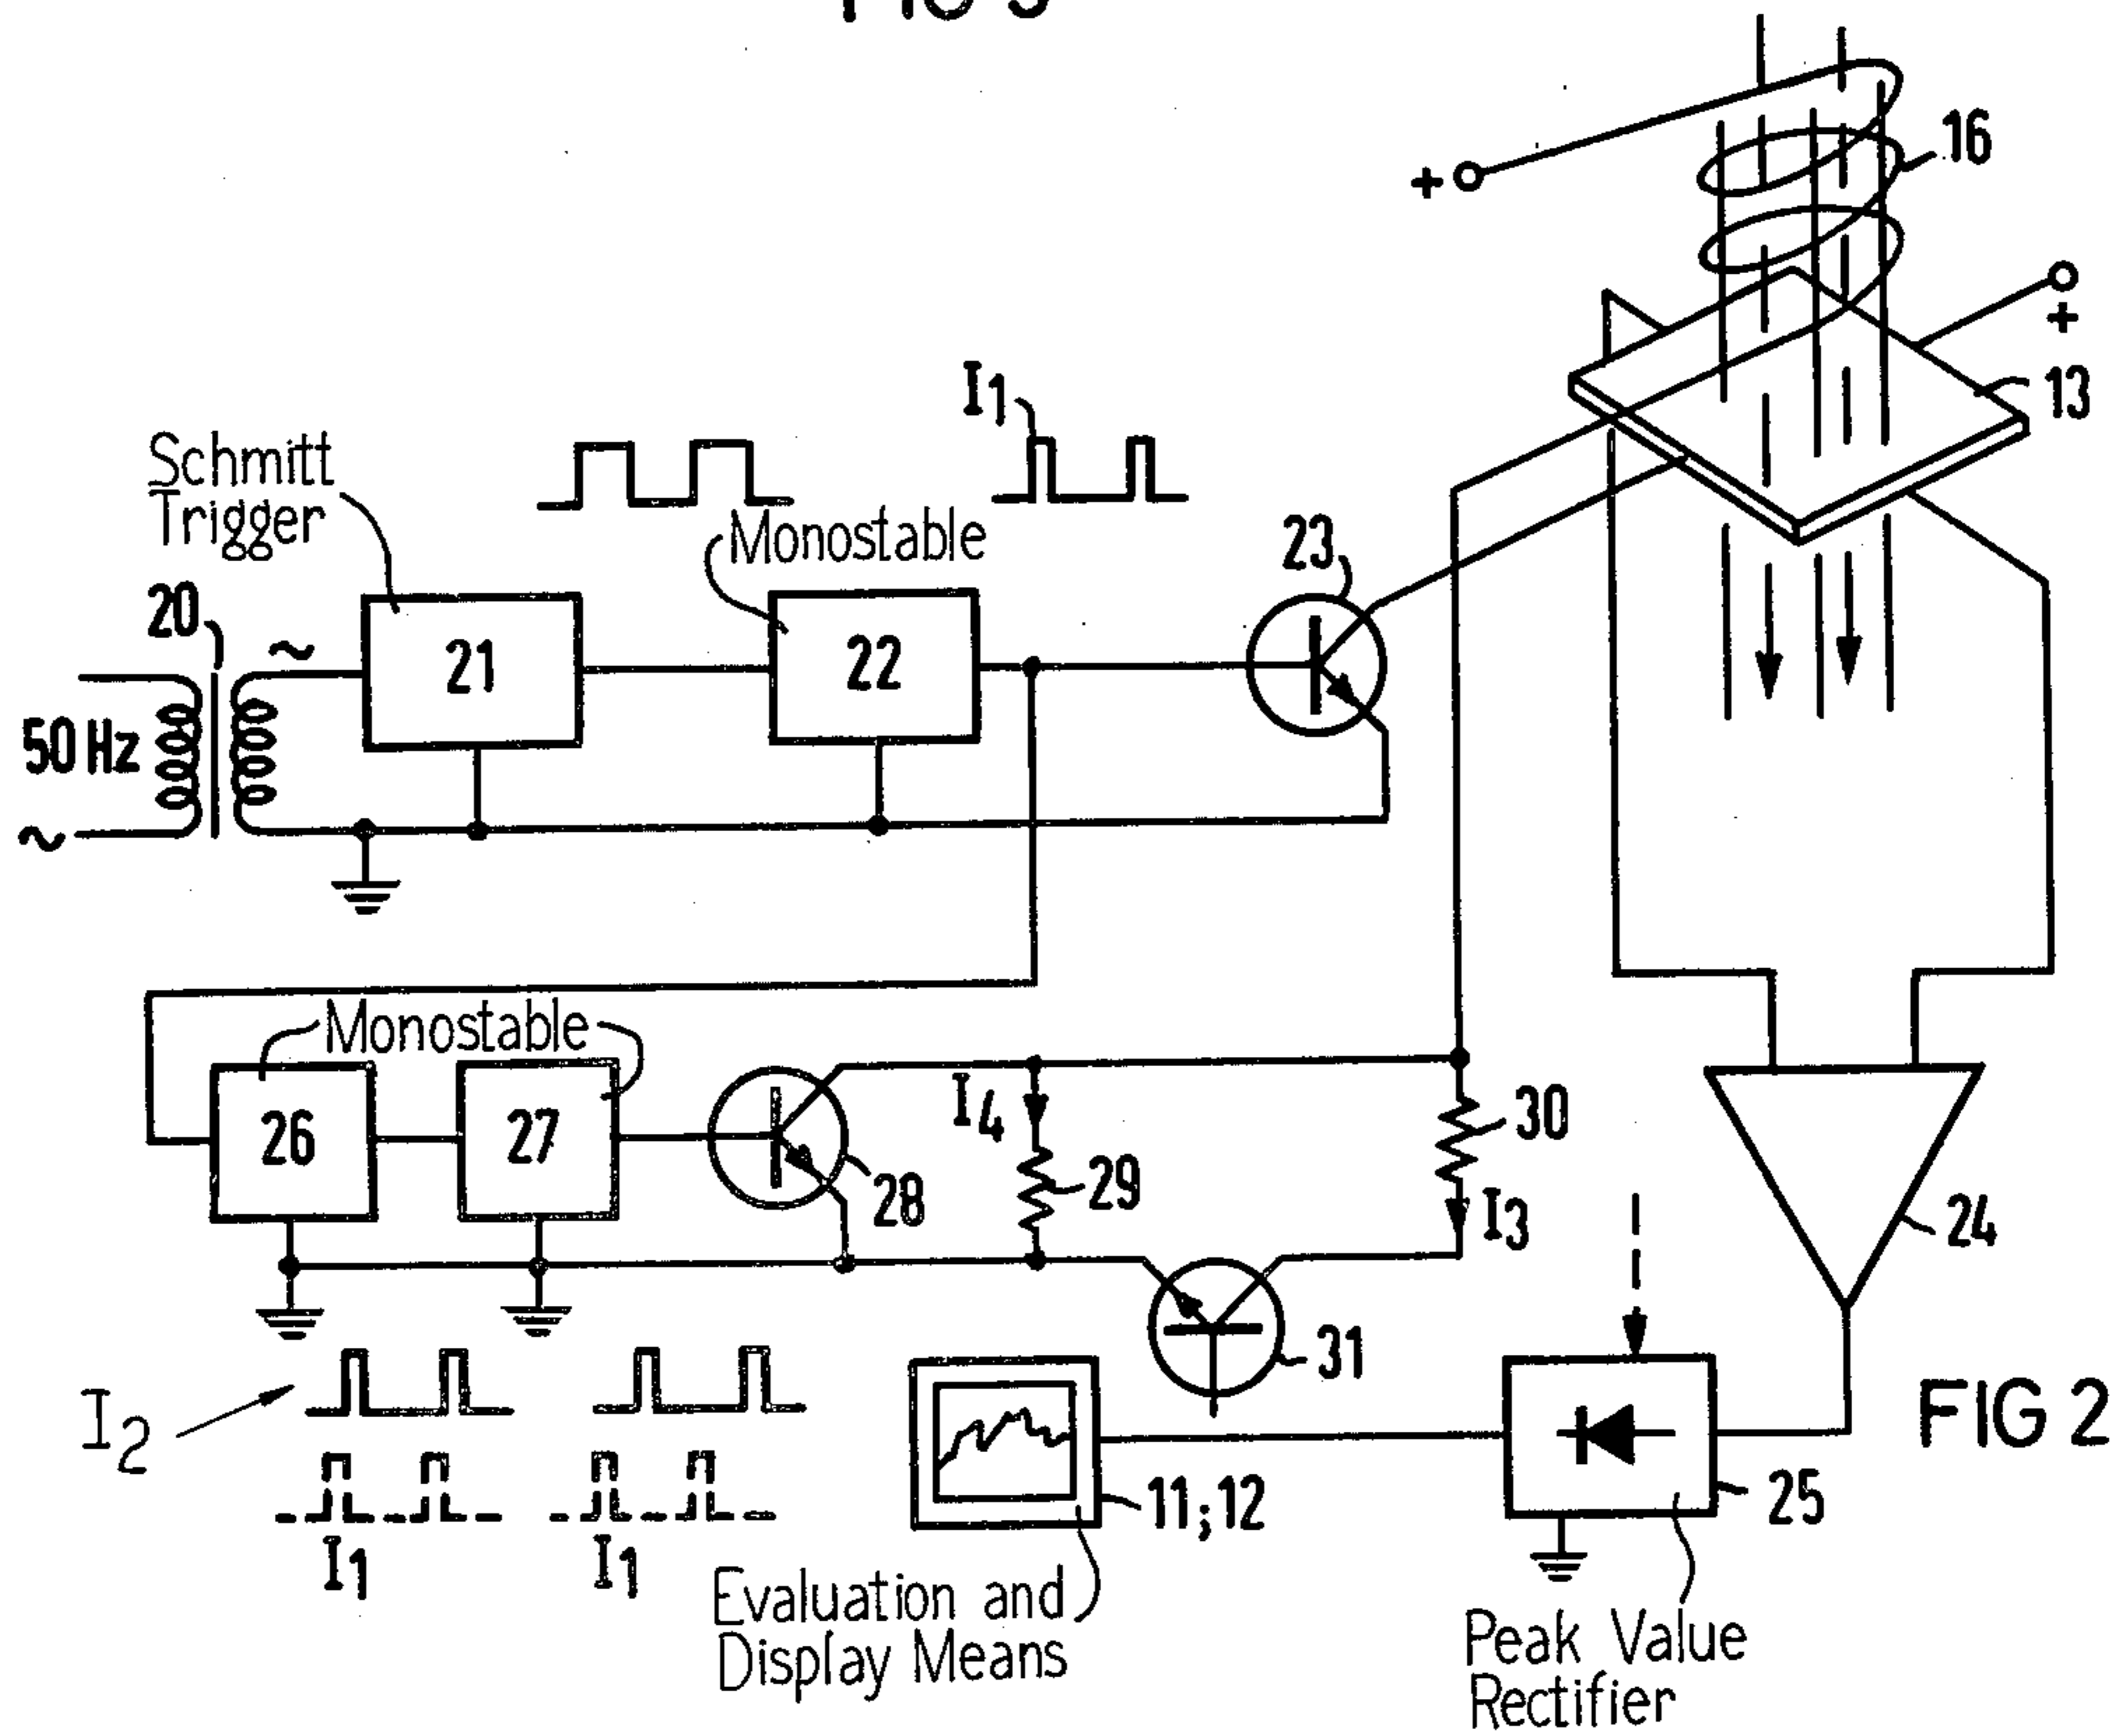 16
+
+
13
I1
Schmitt
Trigger
Monostable
23
20
~
21
22
50 Hz
~
Monostable
26
27
28
I4
29
30
I3
24
31
I2
I1
I1
11;12
25
FIG 2
Evaluation and
Display Means
Peak Value
Rectifier